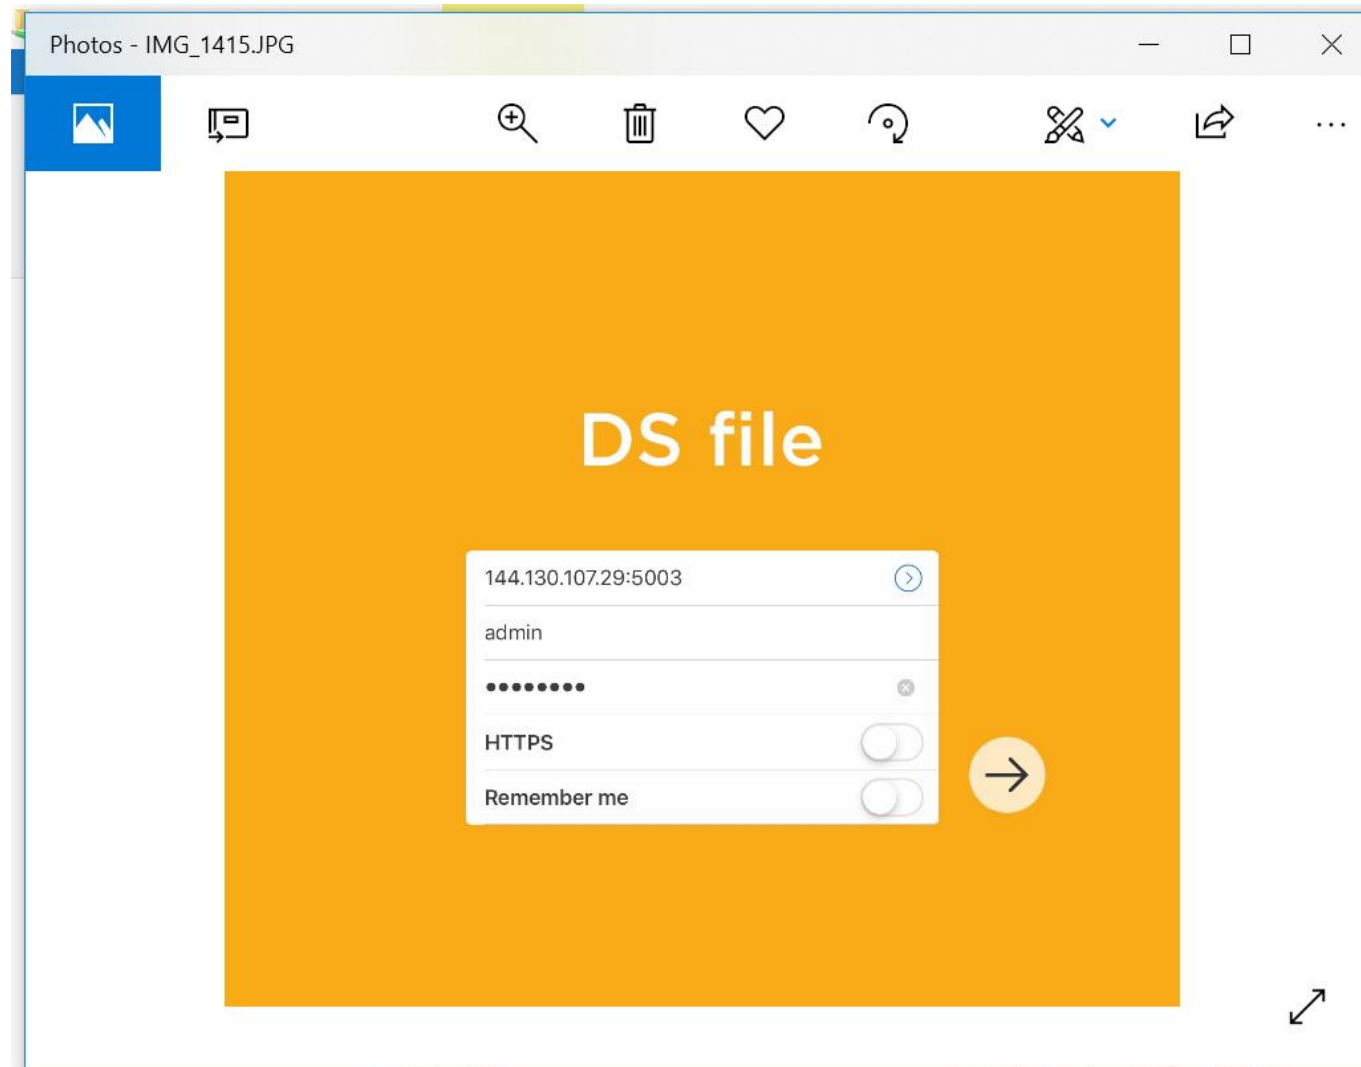 Photos - IMG_1415.JPG
DS file
144.130.107.29:5003
admin
••••••••
HTTPS
Remember me